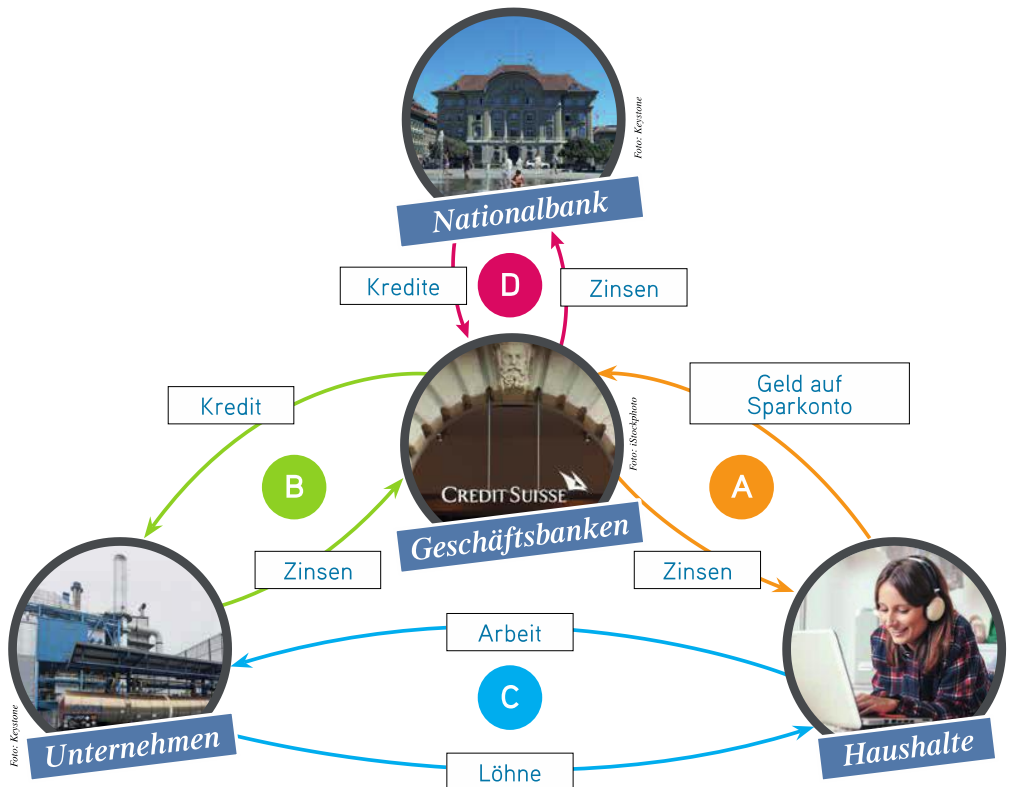 Foto: Keystone
Nationalbank
Kredite
D
Zinsen
Geld auf
Sparkonto
Kredit
Foto: iStockphoto
B
A
CREDIT SUISSE
Geschäftsbanken
Zinsen
Zinsen
Arbeit
C
Foto: Keystone
Unternehmen
Haushalte
Löhne